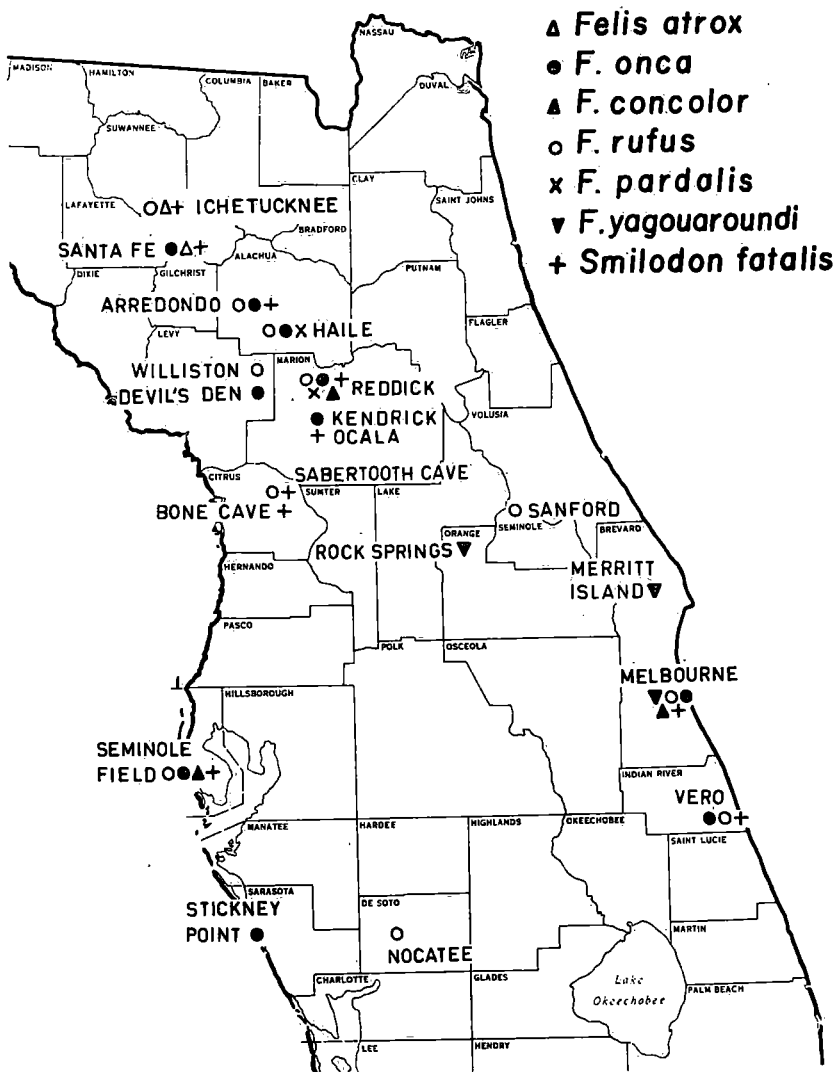 Felis atrox
F. onca
F. concolor
F. rufus
F. pardalis
F. yagouaroundi
Smilodon fatalis
NASSAU
MADISON
HAMILTON
COLUMBIA
BAKER
DUVAL
SUWANNEE
CLAY
LAFAYETTE
ICHETUCKNEE
SAINT JOHNS
BRADFORD
SANTA FE
ALACHUA
DIXIE
GILCHRIST
PUTNAM
ARREDONDO
HAILE
FLAGLER
LEVY
WILLISTON
MARION
DEVIL'S DEN
REDDICK
KENDRICK
OCALA
VOLUSIA
CITRUS
SABERTOOTH CAVE
SUMTER
LAKE
BONE CAVE
SANFORD
ORANGE
SEMINOLE
BREVARD
ROCK SPRINGS
HERNANDO
MERRITT
ISLAND
PASCO
POLK
OSCEOLA
MELBOURNE
HILLSBOROUGH
SEMINOLE
FIELD
INDIAN RIVER
VERO
MANATEE
HARDEE
HIGHLANDS
OKEECHOBEE
SAINT LUCIE
SARASOTA
DE SOTO
STICKNEY
POINT
NOCATEE
MARTIN
CHARLOTTE
GLADES
Lake
Okeechobee
PALM BEACH
LEE
HENDRY